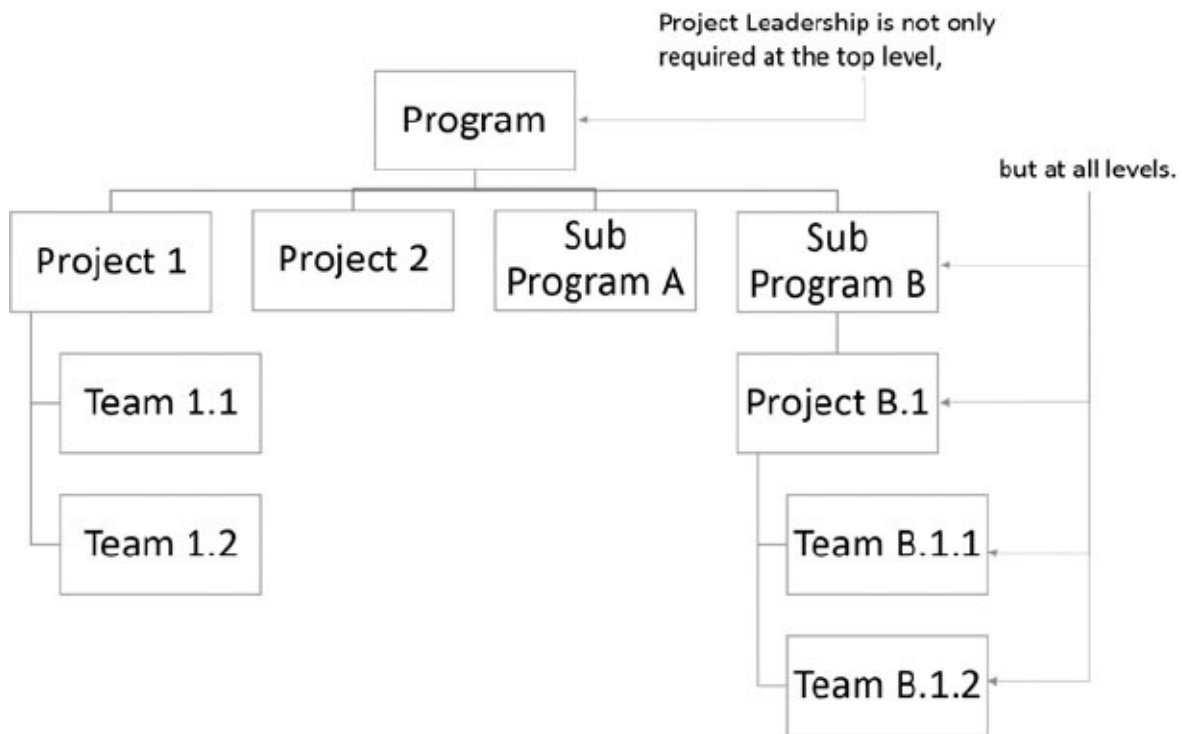 Project Leadership is not only
required at the top level,
Program
but at all levels.
Project 1
Project 2
Sub
Program A
Sub
Program B
Team 1.1
Project B.1
Team 1.2
Team B.1.1
Team B.1.2